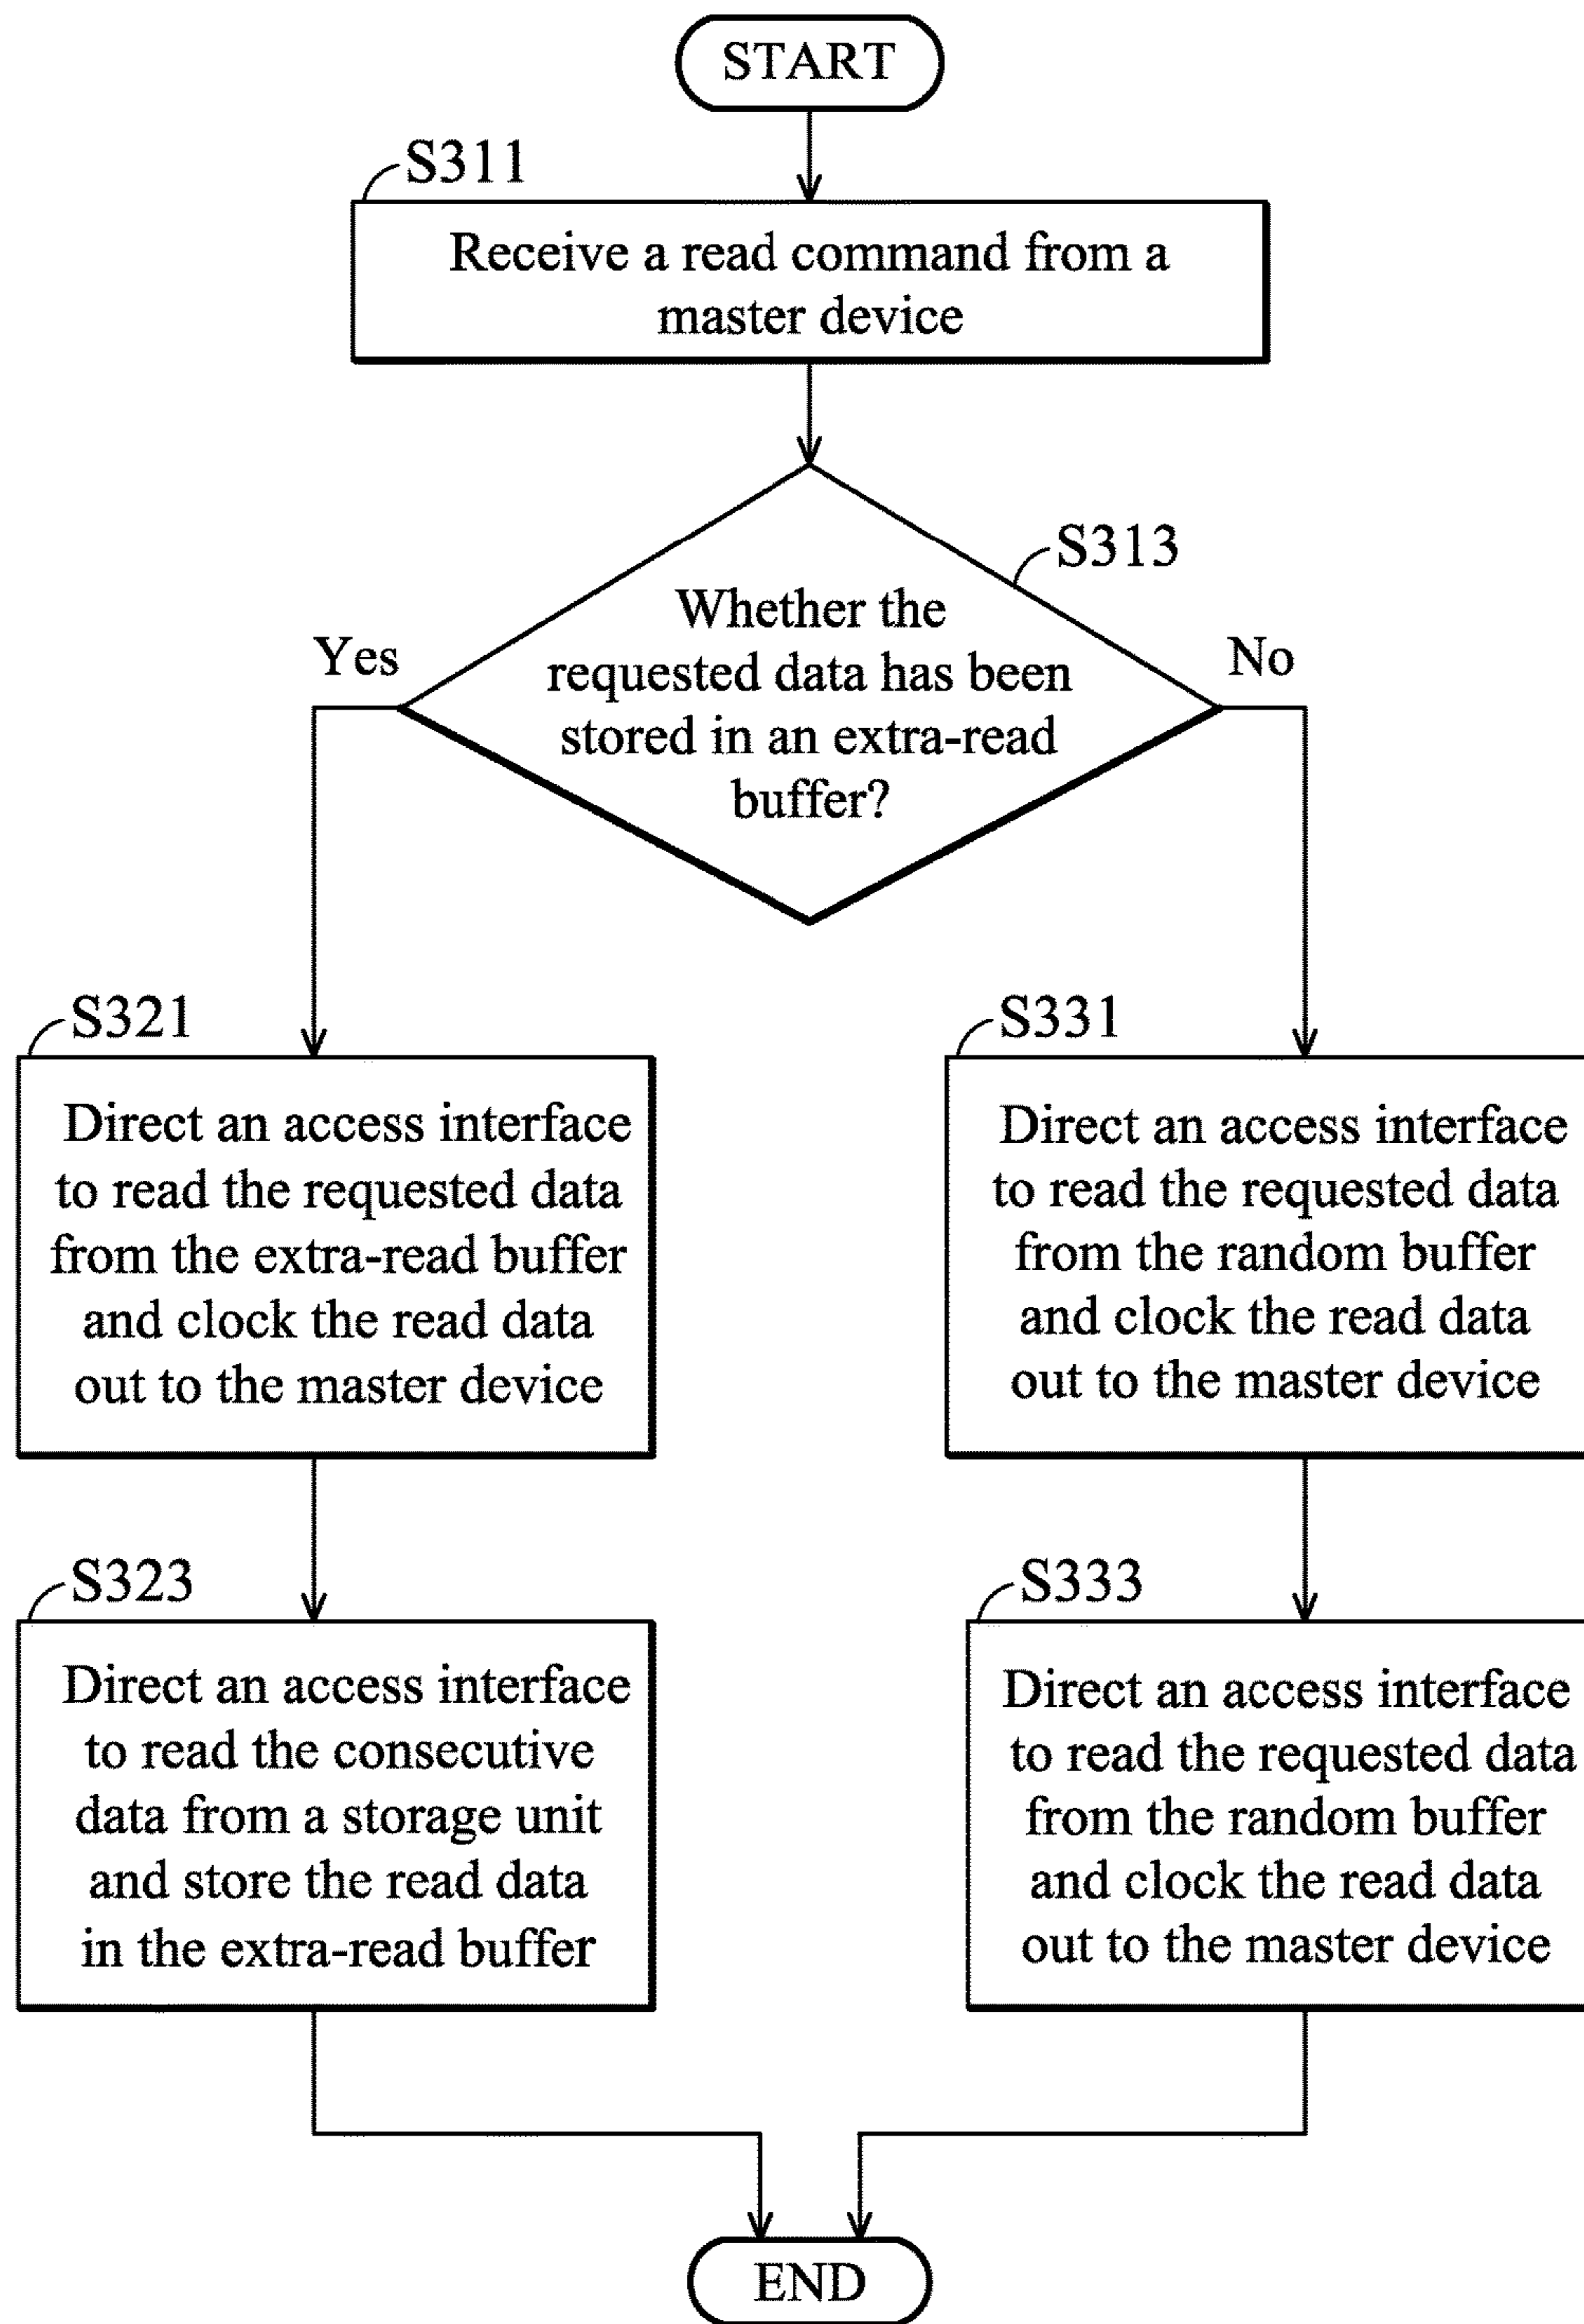 START
S311
Receive a read command from a
master device
S313
Whether the
requested data has been
stored in an extra-read
buffer?
Yes
No
S321
Direct an access interface
to read the requested data
from the extra-read buffer
and clock the read data
out to the master device
S331
Direct an access interface
to read the requested data
from the random buffer
and clock the read data
out to the master device
S323
Direct an access interface
to read the consecutive
data from a storage unit
and store the read data
in the extra-read buffer
S333
Direct an access interface
to read the requested data
from the random buffer
and clock the read data
out to the master device
END